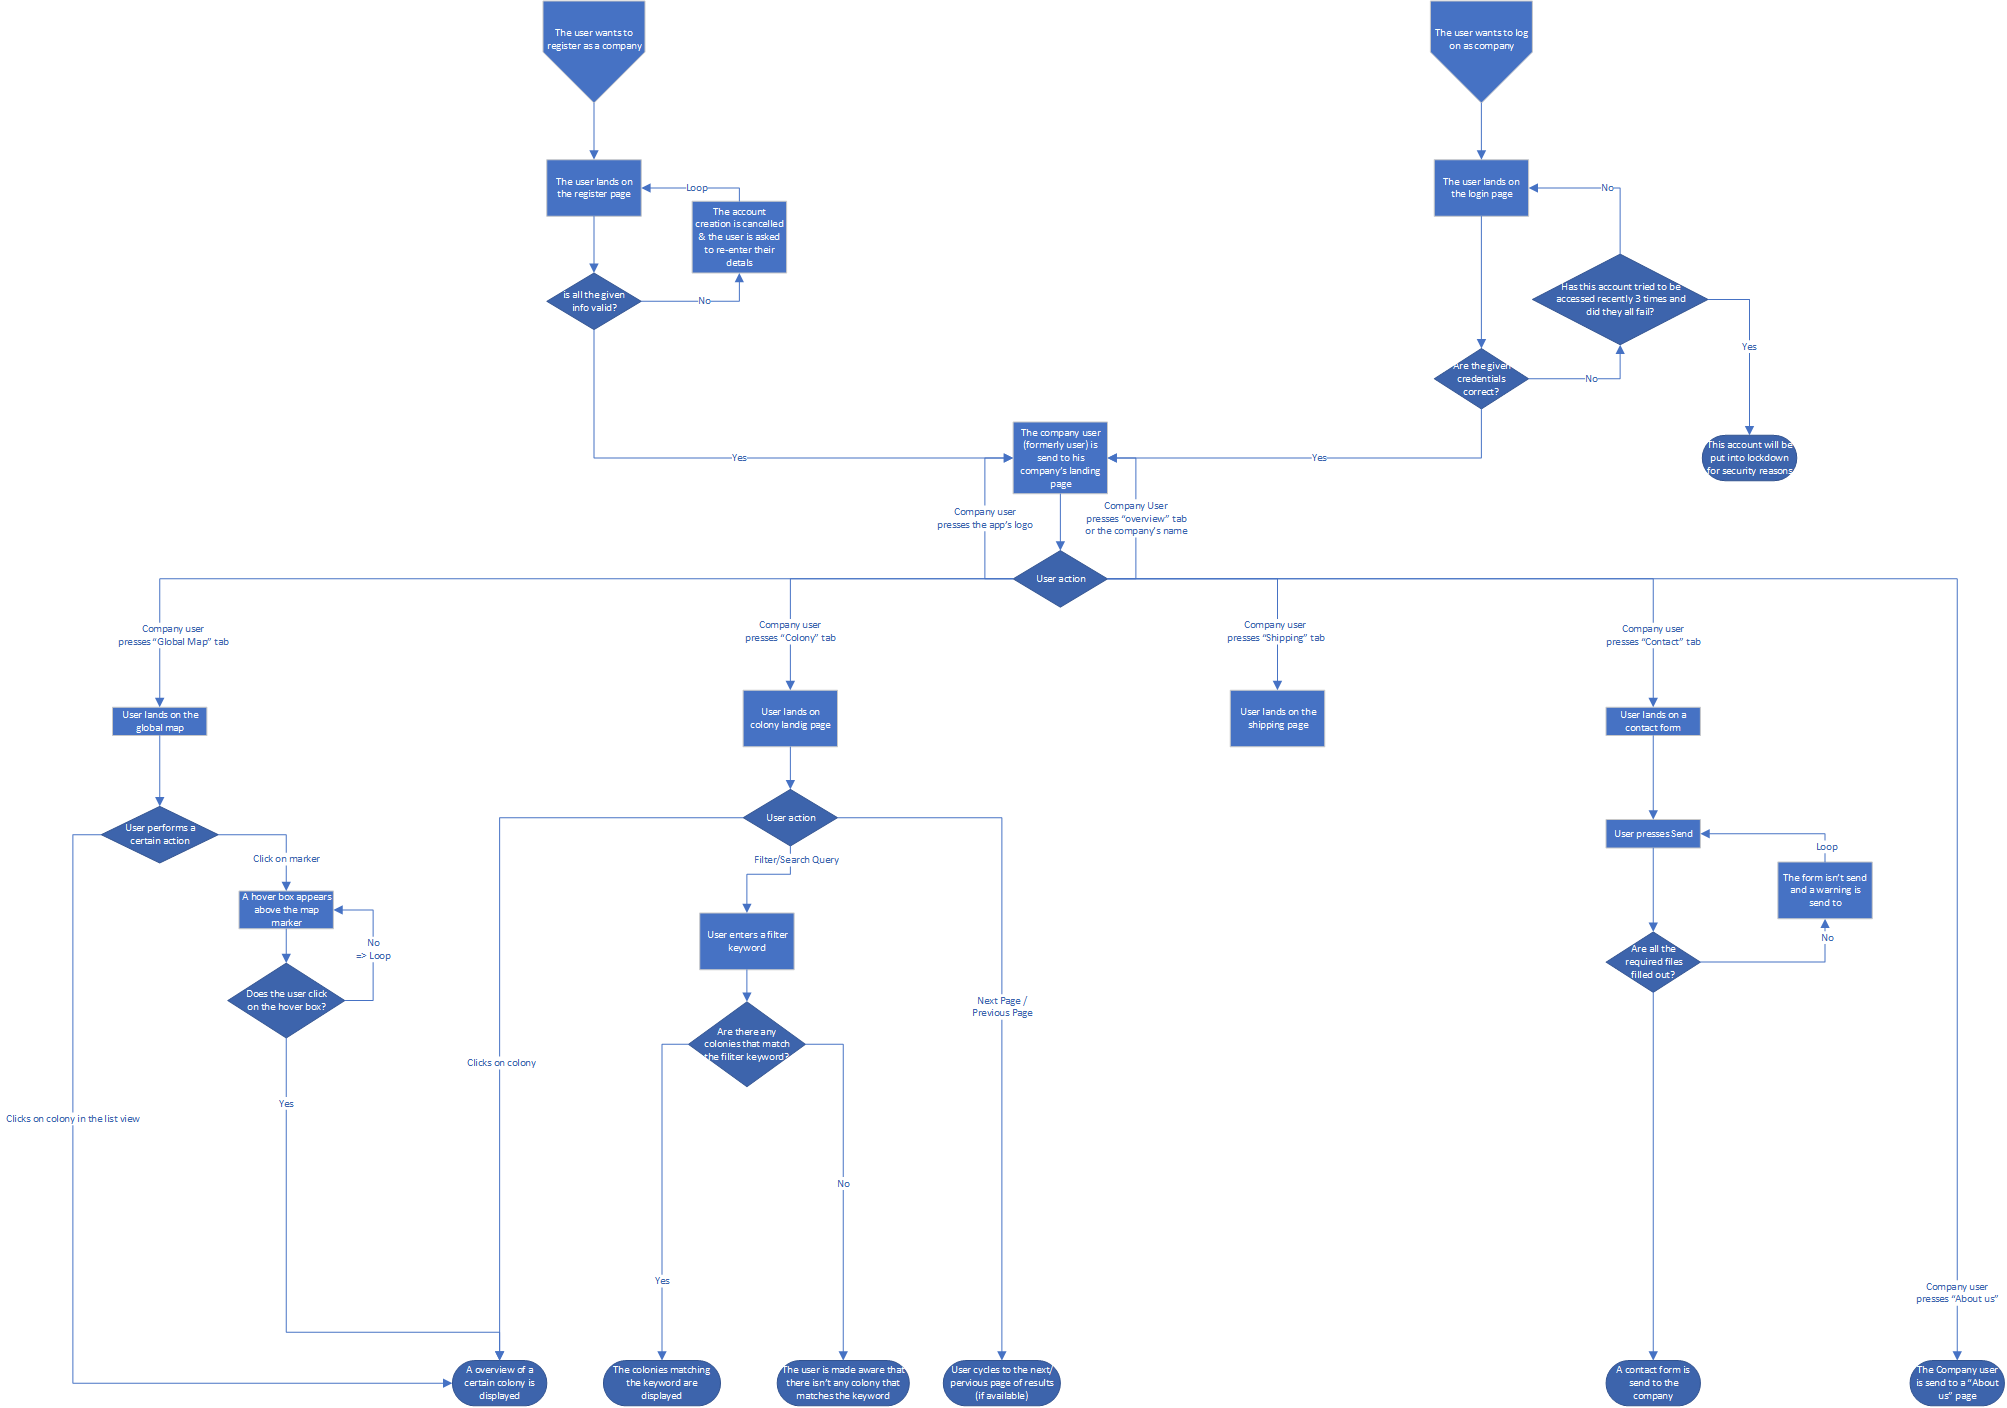 The user wants to
register as a company
The user wants to log
on as company
The user lands on
the register page
Loop
The account
creation is cancelled
& the user is asked
to re-enter their
detals
is all the given
info valid?
No
The user lands on
the login page
No
Has this account tried to be
accessed recently 3 times and
did they all fail?
Yes
Are the given
credentials
correct?
No
This account will be
put into lockdown
for security reasons
Yes
The company user
(formerly user) is
send to his
company's landing
page
Yes
Company user
presses the app's logo
Company User
presses "overview" tab
or the company's name
User action
Company user
presses "Global Map" tab
Company user
presses "Colony" tab
Company user
presses "Shipping" tab
Company user
presses "Contact" tab
User lands on the
global map
User lands on
colony landig page
User lands on the
shipping page
User lands on a
contact form
User performs a
certain action
Click on marker
A hover box appears
above the map
marker
No
=> Loop
Does the user click
on the hover box?
Yes
Clicks on colony in the list view
User action
Filter/Search Query
User enters a filter
keyword
Are there any
colonies that match
the filiter keyword?
Clicks on colony
Next Page /
Previous Page
No
Yes
User presses Send
Loop
The form isn't send
and a warning is
send to
No
Are all the
required files
filled out?
Company user
presses "About us"
A overview of a
certain colony is
displayed
The colonies matching
the keyword are
displayed
The user is made aware that
there isn't any colony that
matches the keyword
User cycles to the next/
pervious page of results
(if available)
A contact form is
send to the
company
The Company user
is send to a "About
us" page